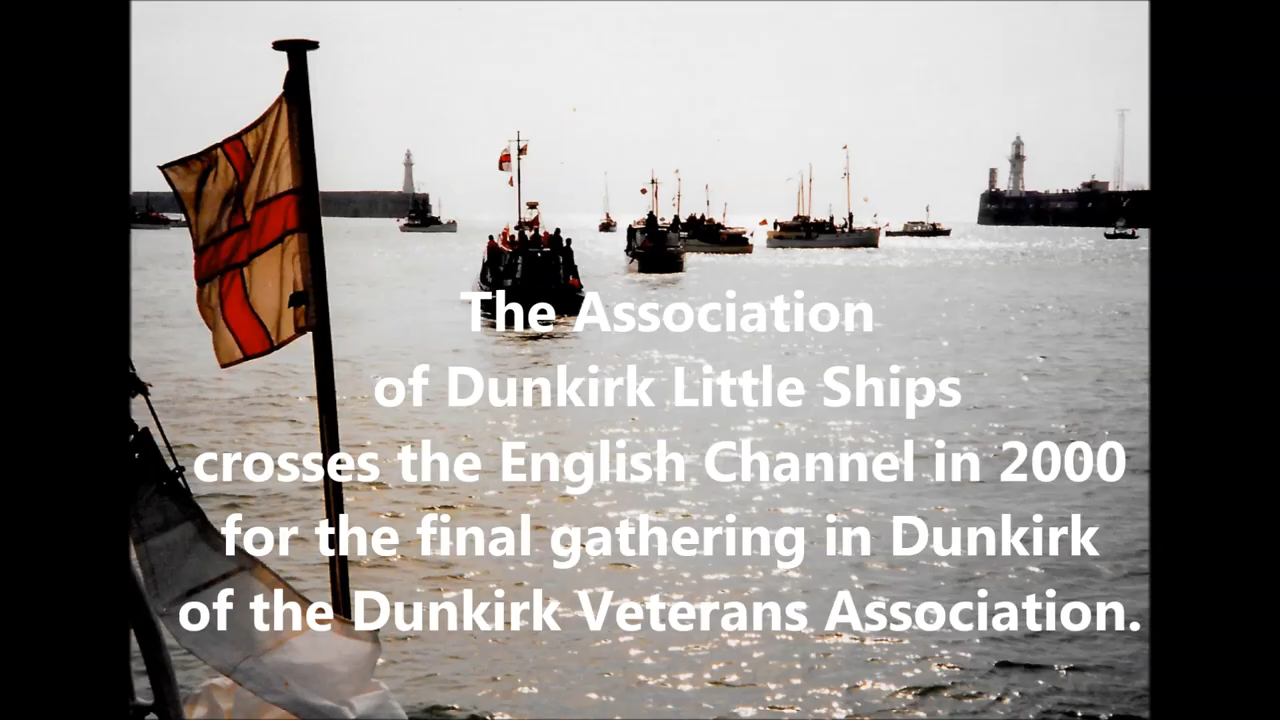 The Association
of Dunkirk Little Ships
crosses the English Channel in 2000
for the final gathering in Dunkirk
of the Dunkirk Veterans Association.